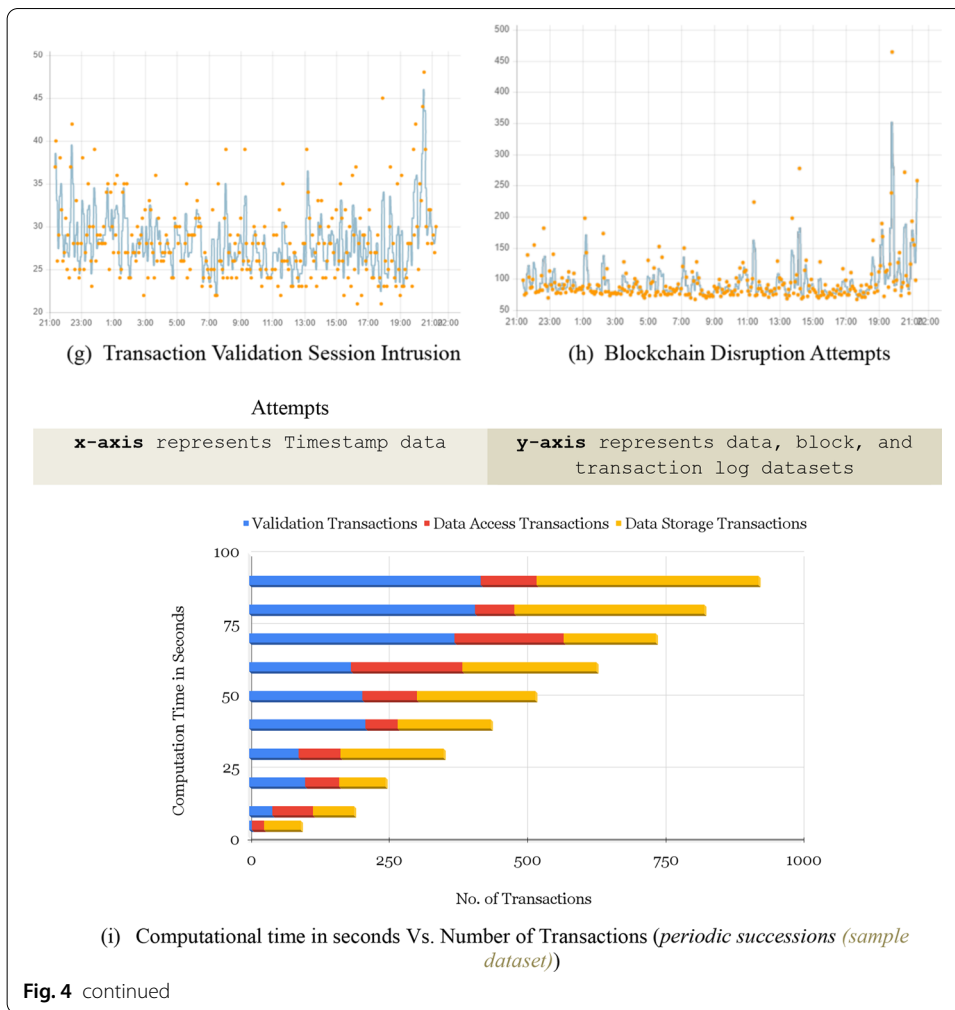 50
45
40
35
30
25
20
21:00 23:00 1:00 3:00 5:00 7:00 9:00 11:00 13:00 15:00 17:00 19:00 21:00 22:00
(g) Transaction Validation Session Intrusion
500
450
400
350
300
250
200
150
100
50
21:00 23:00 1:00 3:00 5:00 7:00 9:00 11:00 13:00 15:00 17:00 19:00 21:00 22:00
(h) Blockchain Disruption Attempts
Attempts
x-axis represents Timestamp data
y-axis represents data, block, and
transaction log datasets
Validation Transactions Data Access Transactions Data Storage Transactions
100
75
50
25
0
Computation Time in Seconds
0 250 500 750 1000
No. of Transactions
(i) Computational time in seconds Vs. Number of Transactions (periodic successions (sample
dataset))
Fig. 4 continued